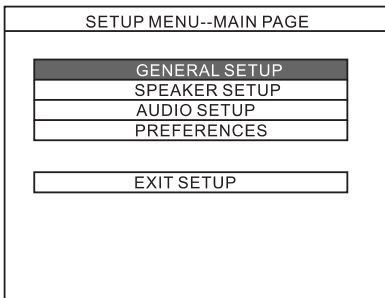 SETUP MENU--MAIN PAGE
GENERAL SETUP
SPEAKER SETUP
AUDIO SETUP
PREFERENCES
EXIT SETUP